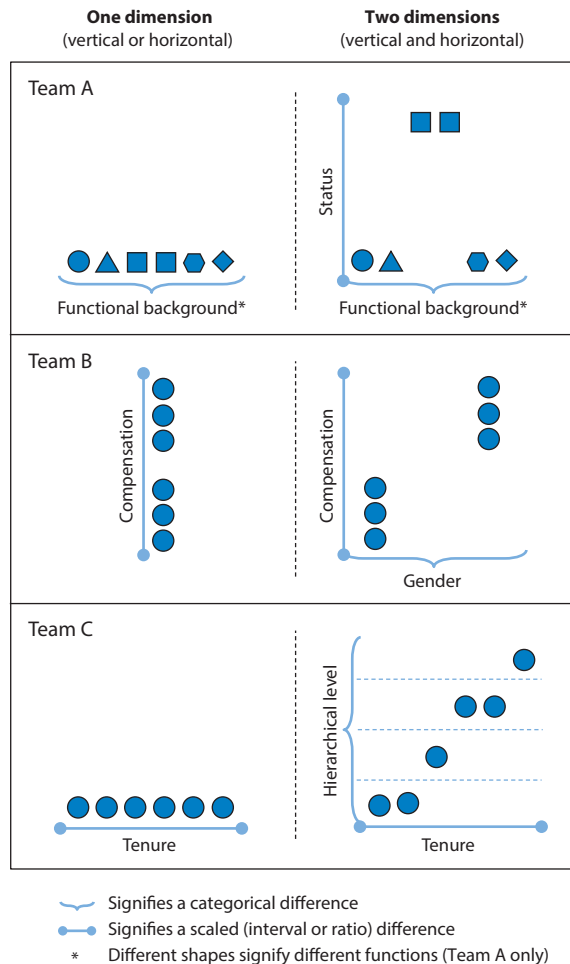 One dimension
(vertical or horizontal)
Two dimensions
(vertical and horizontal)
Team A
Functional background*
Status
Functional background*
Team B
Compensation
Compensation
Gender
Team C
Tenure
Hierarchical level
Tenure
Signifies a categorical difference
Signifies a scaled (interval or ratio) difference
* Different shapes signify different functions (Team A only)